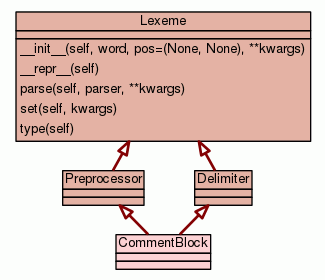 Lexeme
__init__(self, word, pos=(None, None), **kwargs)
__repr__(self)
parse(self, parser, **kwargs)
set(self, kwargs)
type(self)
Preprocessor
Delimiter
CommentBlock